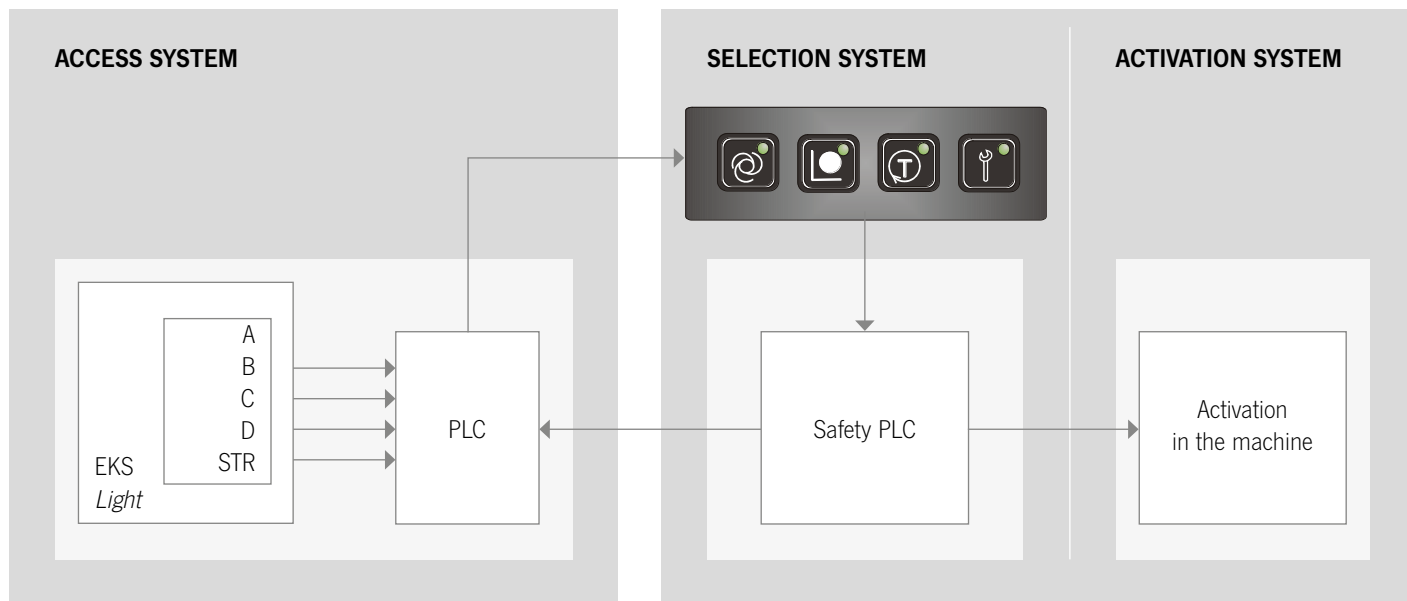 ACCESS SYSTEM
SELECTION SYSTEM
ACTIVATION SYSTEM
T
A
B
C
D
STR
EKS
Light
PLC
Safety PLC
Activation
in the machine